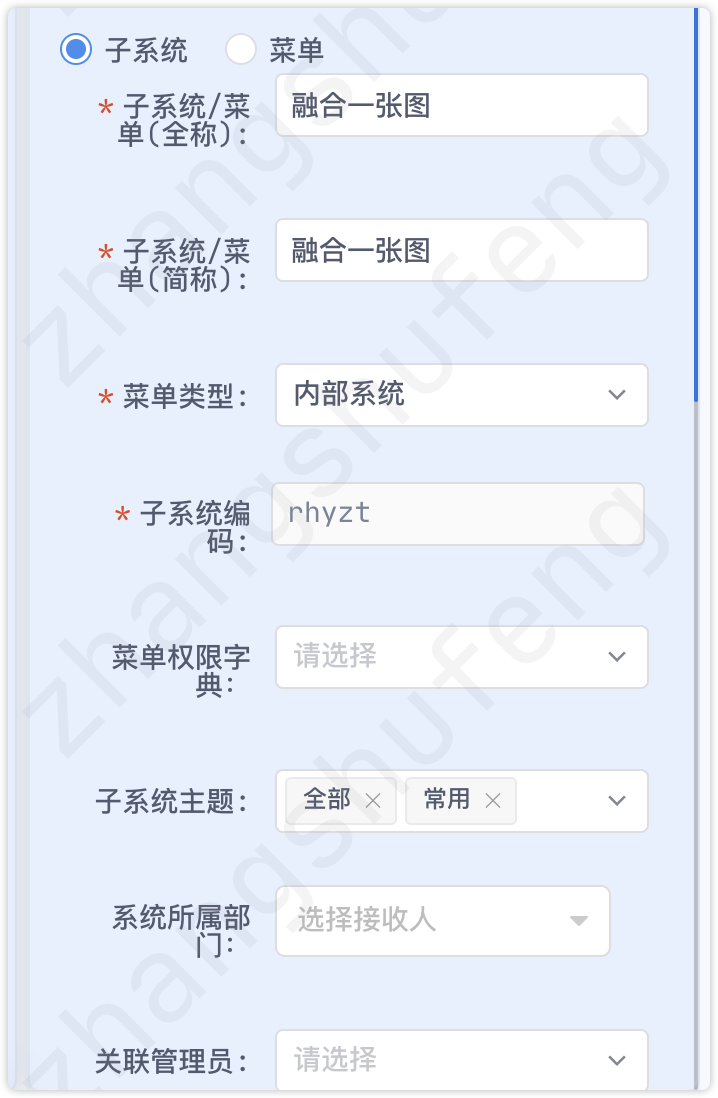 子系统 菜单
* 子系统/菜
单(全称):
融合一张图
* 子系统/菜
单(简称):
融合一张图
* 菜单类型: 内部系统
* 子系统编
码:
rhyzt
菜单权限字
典:
请选择
子系统主题: 全部 × 常用 ×
系统所属部
门:
选择接收人
关联管理员: 请选择
zhangshufeng
zhangshufeng
zhangshufeng